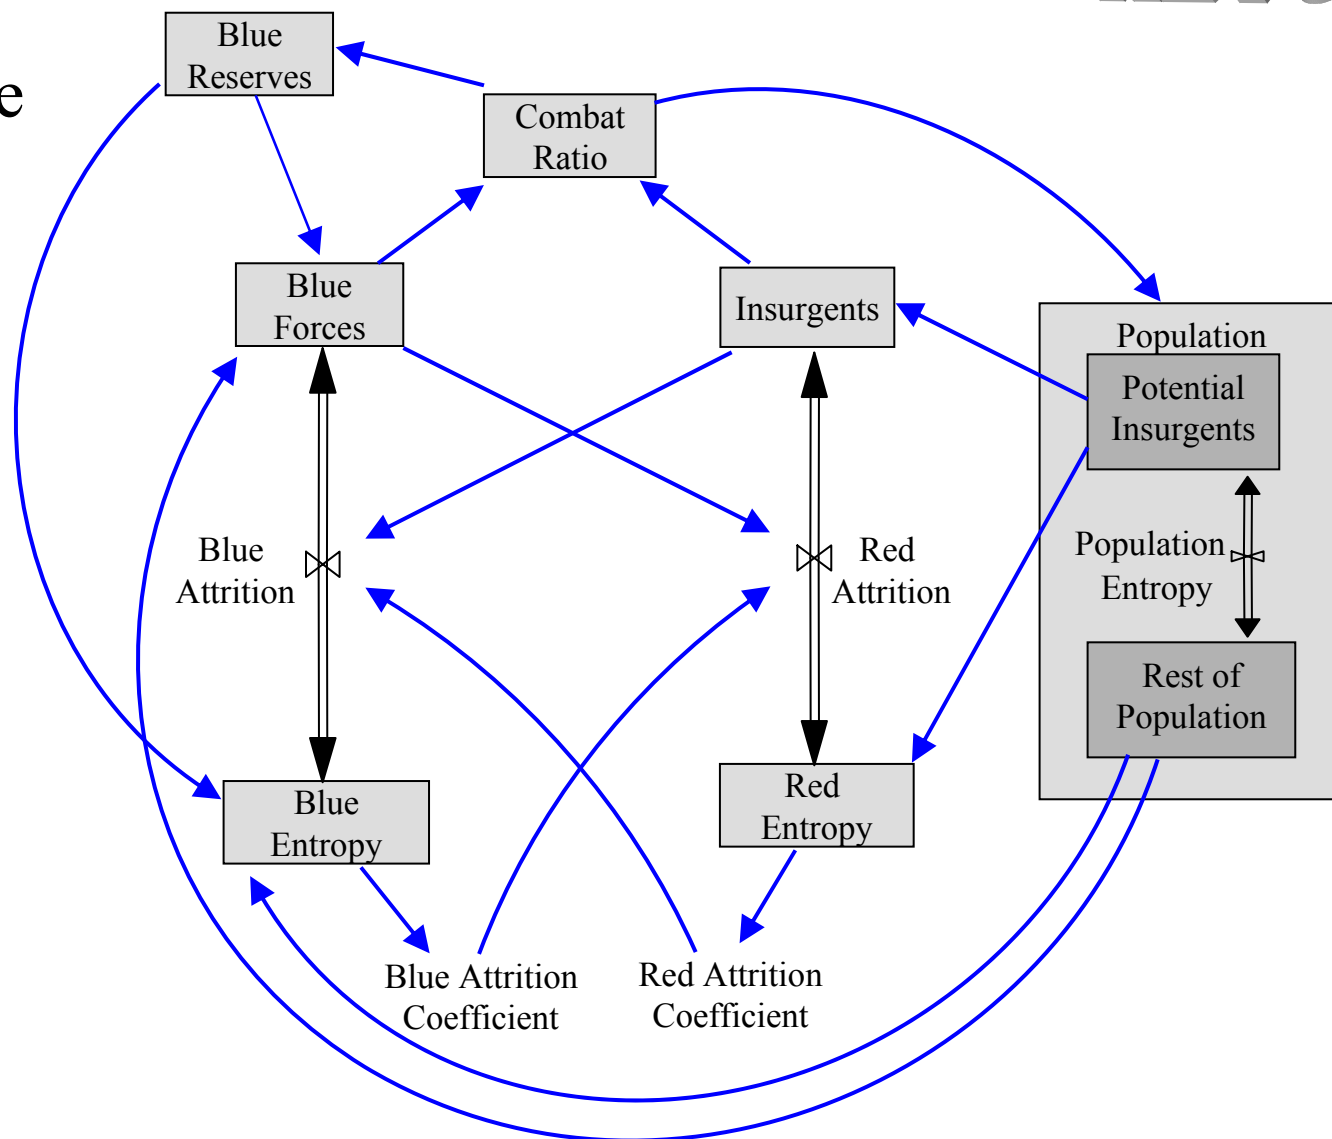 Blue
Reserves
e
Combat
Ratio
Blue
Forces
Insurgents
Population
Potential
Insurgents
Blue
Attrition
Red
Attrition
Population
Entropy
Rest of
Population
Blue
Entropy
Red
Entropy
Blue Attrition
Coefficient
Red Attrition
Coefficient